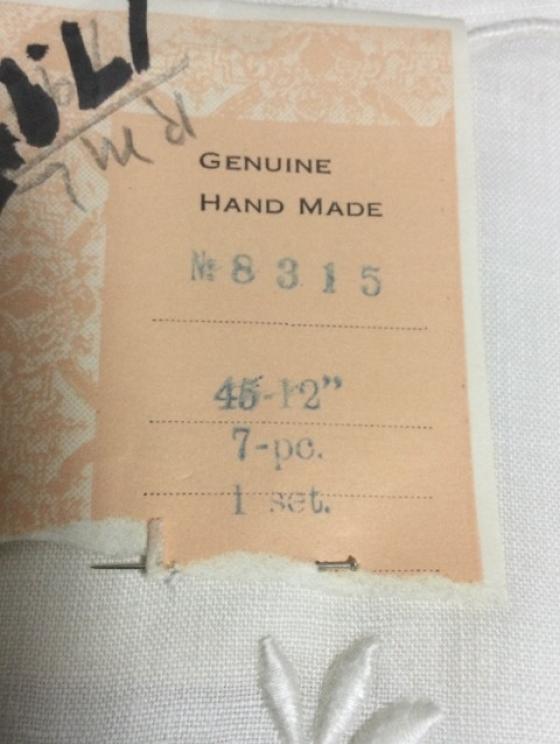 GENUINE
HAND MADE
№ 8315
45-12”
7-pc.
1 set.